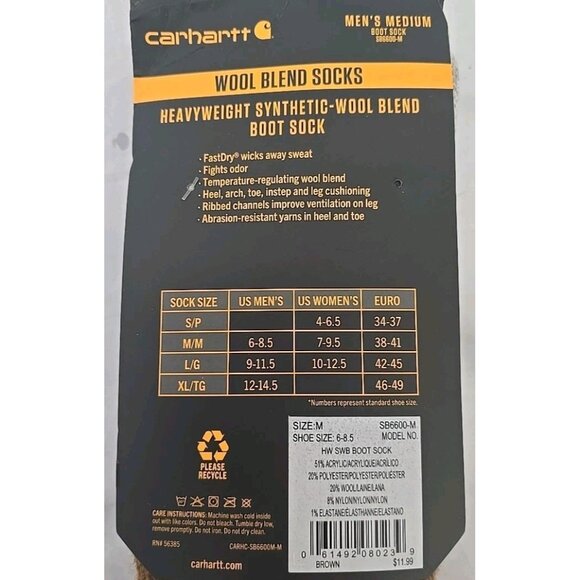 carhartt
MEN'S MEDIUM
BOOT SOCK
SB6600-M
WOOL BLEND SOCKS
HEAVYWEIGHT SYNTHETIC-WOOL BLEND
BOOT SOCK
• FastDry® wicks away sweat
• Fights odor
• Temperature-regulating wool blend
• Heel, arch, toe, instep and leg cushioning
• Ribbed channels improve ventilation on leg
• Abrasion-resistant yarns in heel and toe
SOCK SIZE US MEN'S US WOMEN'S EURO
S/P 4-6.5 34-37
M/M 6-8.5 7-9.5 38-41
L/G 9-11.5 10-12.5 42-45
XL/TG 12-14.5 46-49
*Numbers represent standard shoe size.
PLEASE
RECYCLE
CARE INSTRUCTIONS: Machine wash cold inside
out with like colors. Do not bleach. Tumble dry low,
remove promptly. Do not iron. Do not dry clean.
RN# 56385 CARHC-SB6600M-M
carhartt.com
SIZE:M SB6600-M
SHOE SIZE: 6-8.5 MODEL NO.
HW SWB BOOT SOCK
51% ACRYLIC/ACRYLIQUE/ACRÍLICO
20% POLYESTER/POLYESTER/POLIÉSTER
20% WOOL/LAINE/LANA
8% NYLON/NYLON/NYLON
1% ELASTANE/ELASTHANNE/ELASTANO
0 61492 08023 9
BROWN $11.99